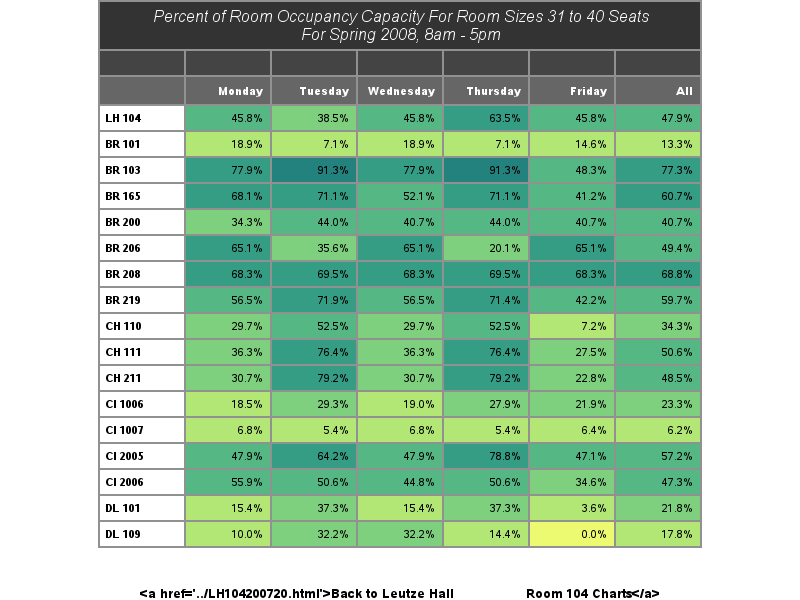 Percent of Room Occupancy Capacity For Room Sizes 31 to 40 Seats
For Spring 2008, 8am - 5pm
Monday Tuesday Wednesday Thursday Friday All
LH 104 45.8% 38.5% 45.8% 63.5% 45.8% 47.9%
BR 101 18.9% 7.1% 18.9% 7.1% 14.6% 13.3%
BR 103 77.9% 91.3% 77.9% 91.3% 48.3% 77.3%
BR 165 68.1% 71.1% 52.1% 71.1% 41.2% 60.7%
BR 200 34.3% 44.0% 40.7% 44.0% 40.7% 40.7%
BR 206 65.1% 35.6% 65.1% 20.1% 65.1% 49.4%
BR 208 68.3% 69.5% 68.3% 69.5% 68.3% 68.8%
BR 219 56.5% 71.9% 56.5% 71.4% 42.2% 59.7%
CH 110 29.7% 52.5% 29.7% 52.5% 7.2% 34.3%
CH 111 36.3% 76.4% 36.3% 76.4% 27.5% 50.6%
CH 211 30.7% 79.2% 30.7% 79.2% 22.8% 48.5%
CI 1006 18.5% 29.3% 19.0% 27.9% 21.9% 23.3%
CI 1007 6.8% 5.4% 6.8% 5.4% 6.4% 6.2%
CI 2005 47.9% 64.2% 47.9% 78.8% 47.1% 57.2%
CI 2006 55.9% 50.6% 44.8% 50.6% 34.6% 47.3%
DL 101 15.4% 37.3% 15.4% 37.3% 3.6% 21.8%
DL 109 10.0% 32.2% 32.2% 14.4% 0.0% 17.8%
<a href='../LH104200720.html'>Back to Leutze Hall Room 104 Charts</a>